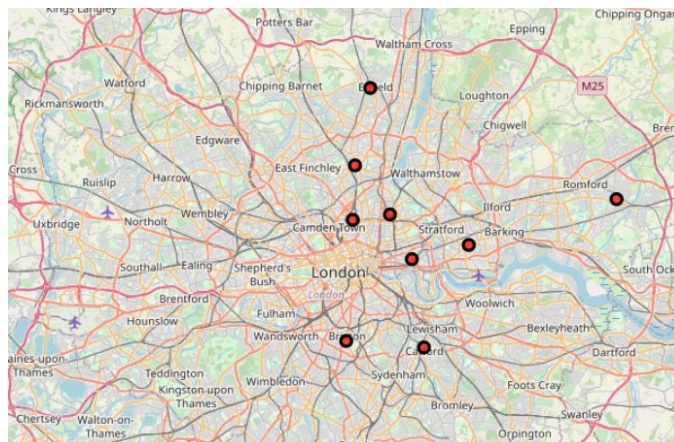 Kings Langley
Potters Bar
Chipping Ongar
Epping
Waltham Cross
Watford
Chipping Barnet
M25
Loughton
Rickmansworth
Chigwell
Edgware
East Finchley
Walthamstow
Cross
Harrow
Romford
Ruislip
Ilford
Wembley
Uxbridge
Northolt
Camden Town
Stratford
Barking
Southall
Ealing
Shepherd's
Bush
London
South Ock
London
Brentford
Woolwich
Fulham
Hounslow
Lewisham
Bexleyheath
Wandsworth
Dartford
aines-upon-
Thames
Teddington
Sydenham
Wimbledon
Foots Cray
Kingston upon
Thames
Bromley
Swanley
Chertsey
Walton-on-
Thames
Orpington